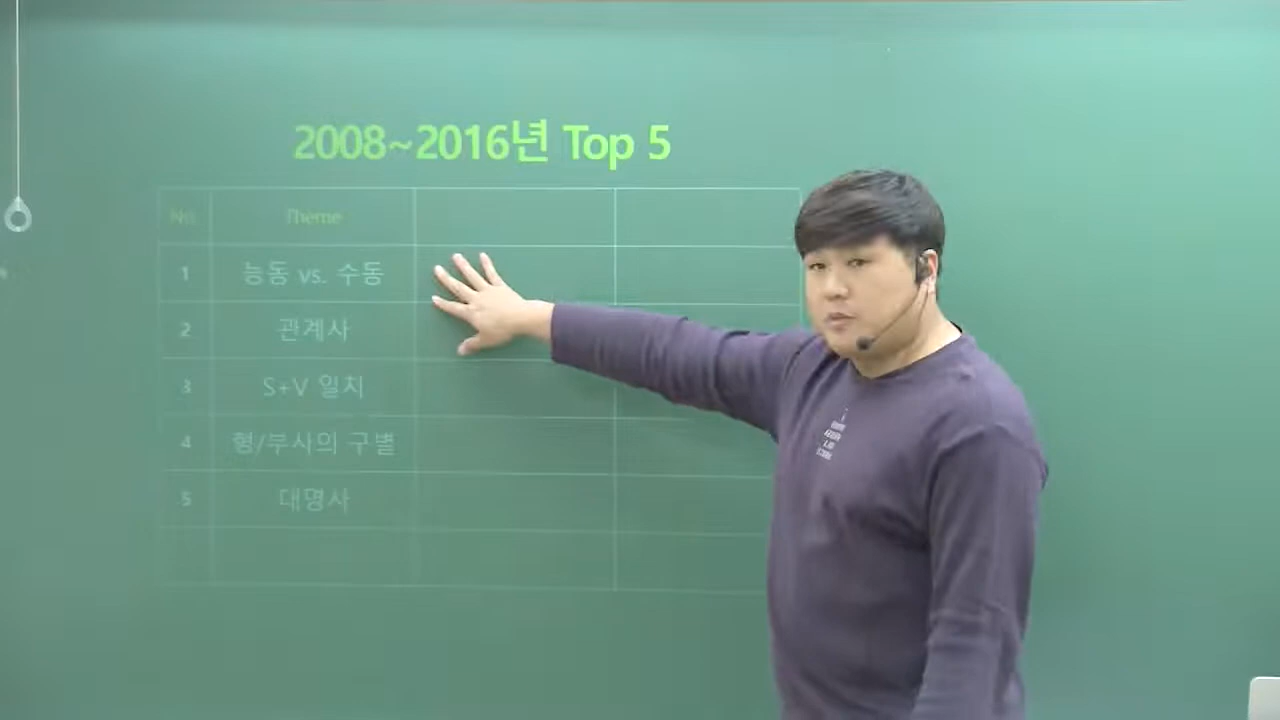 2008~2016년 Top 5
No. Theme
1 능동 vs. 수동
2 관계사
3 S+V 일치
4 형/부사의 구별
5 대명사